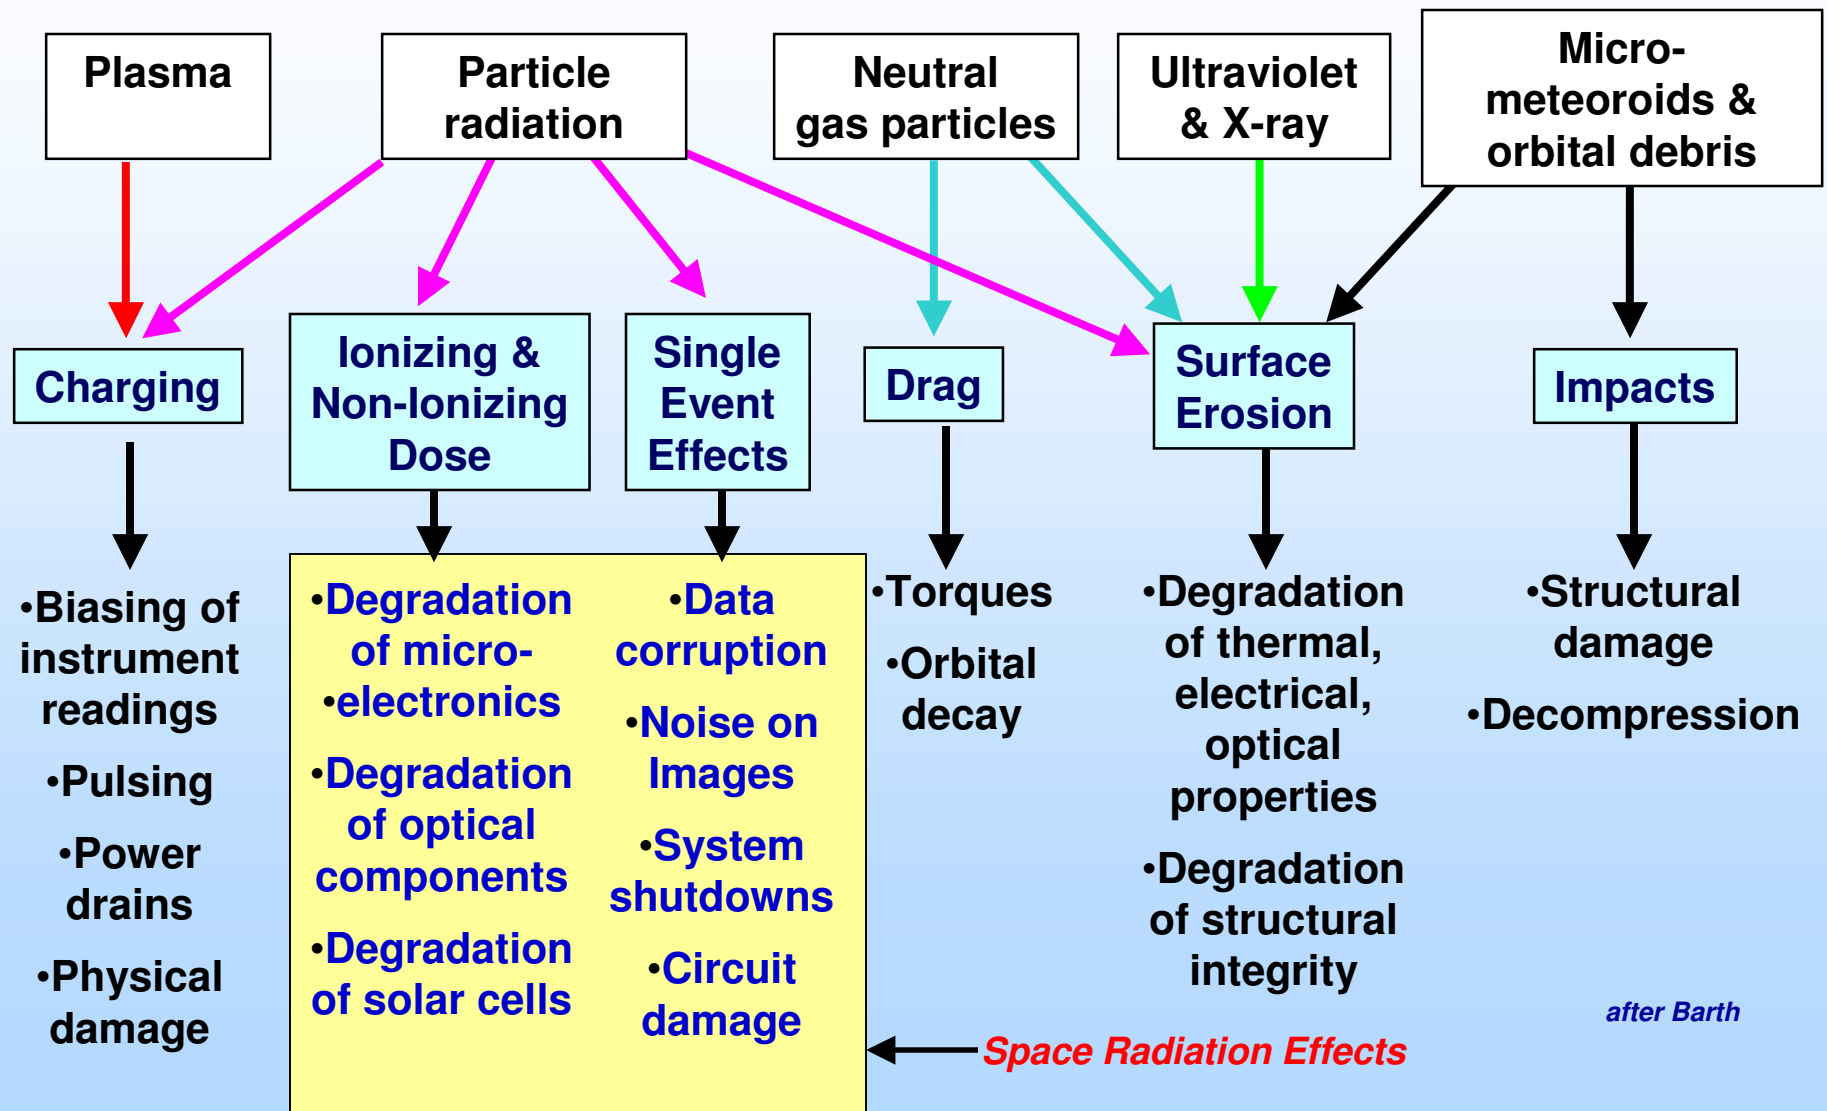 Plasma
Particle
radiation
Neutral
gas particles
Ultraviolet
& X-ray
Micro-
meteoroids &
orbital debris
Charging
Ionizing &
Non-Ionizing
Dose
Single
Event
Effects
Drag
Surface
Erosion
Impacts
•Biasing of
instrument
readings
•Pulsing
•Power
drains
•Physical
damage
•Degradation
of micro-
•electronics
•Degradation
of optical
components
•Degradation
of solar cells
•Data
corruption
•Noise on
Images
•System
shutdowns
•Circuit
damage
•Torques
•Orbital
decay
•Degradation
of thermal,
electrical,
optical
properties
•Degradation
of structural
integrity
•Structural
damage
•Decompression
after Barth
Space Radiation Effects